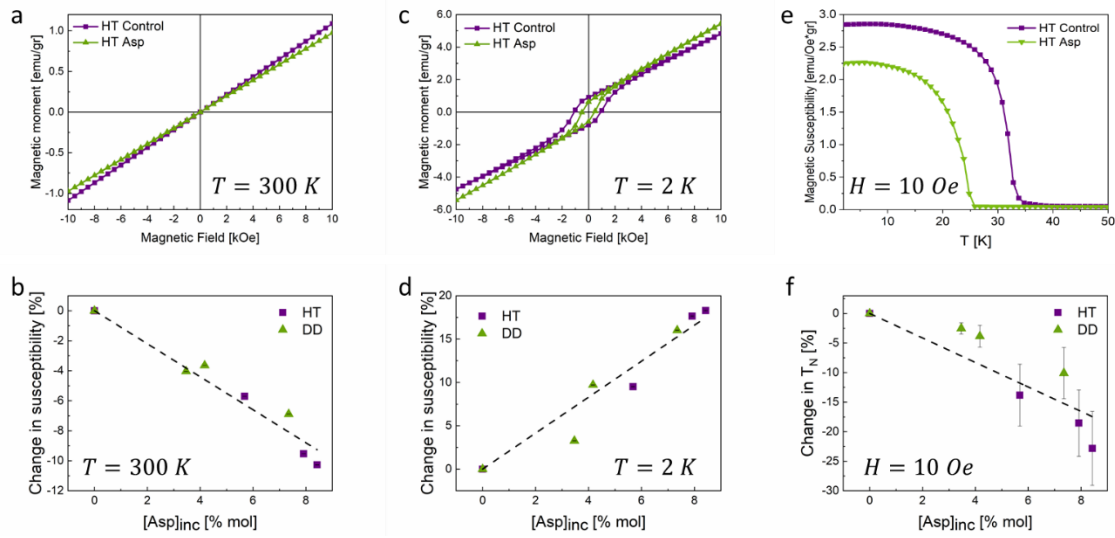 a
HT Control
HT Asp
Magnetic moment [emu/gr]
1.0
0.5
0.0
-0.5
-1.0
T = 300 K
-10 -8 -6 -4 -2 0 2 4 6 8 10
Magnetic Field [kOe]
c
HT Control
HT Asp
Magnetic moment [emu/gr]
6.0
4.0
2.0
0.0
-2.0
-4.0
-6.0
T = 2 K
-10 -8 -6 -4 -2 0 2 4 6 8 10
Magnetic Field [kOe]
e
HT Control
HT Asp
Magnetic Susceptibility [emu/Oe*gr]
3.0
2.5
2.0
1.5
1.0
0.5
0.0
H = 10 Oe
10 20 30 40 50
T [K]
b
HT
DD
Change in susceptibility [%]
0
-2
-4
-6
-8
-10
-12
T = 300 K
0 2 4 6 8
[Asp]inc [% mol]
d
HT
DD
Change in susceptibility [%]
20
15
10
5
0
T = 2 K
0 2 4 6 8
[Asp]inc [% mol]
f
HT
DD
Change in TN [%]
0
-5
-10
-15
-20
-25
-30
H = 10 Oe
0 2 4 6 8
[Asp]inc [% mol]